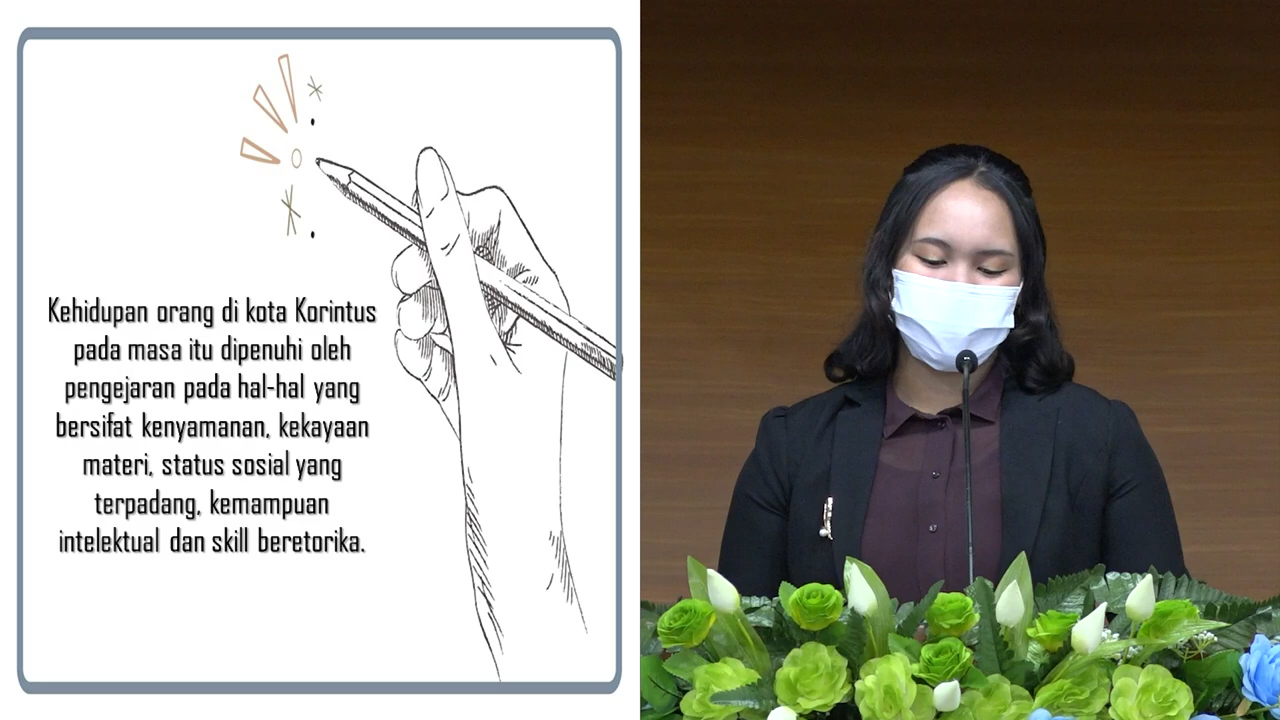 Kehidupan orang di kota Korintus
pada masa itu dipenuhi oleh
pengejaran pada hal-hal yang
bersifat kenyamanan, kekayaan
materi, status sosial yang
terpadang, kemampuan
intelektual dan skill beretorika.